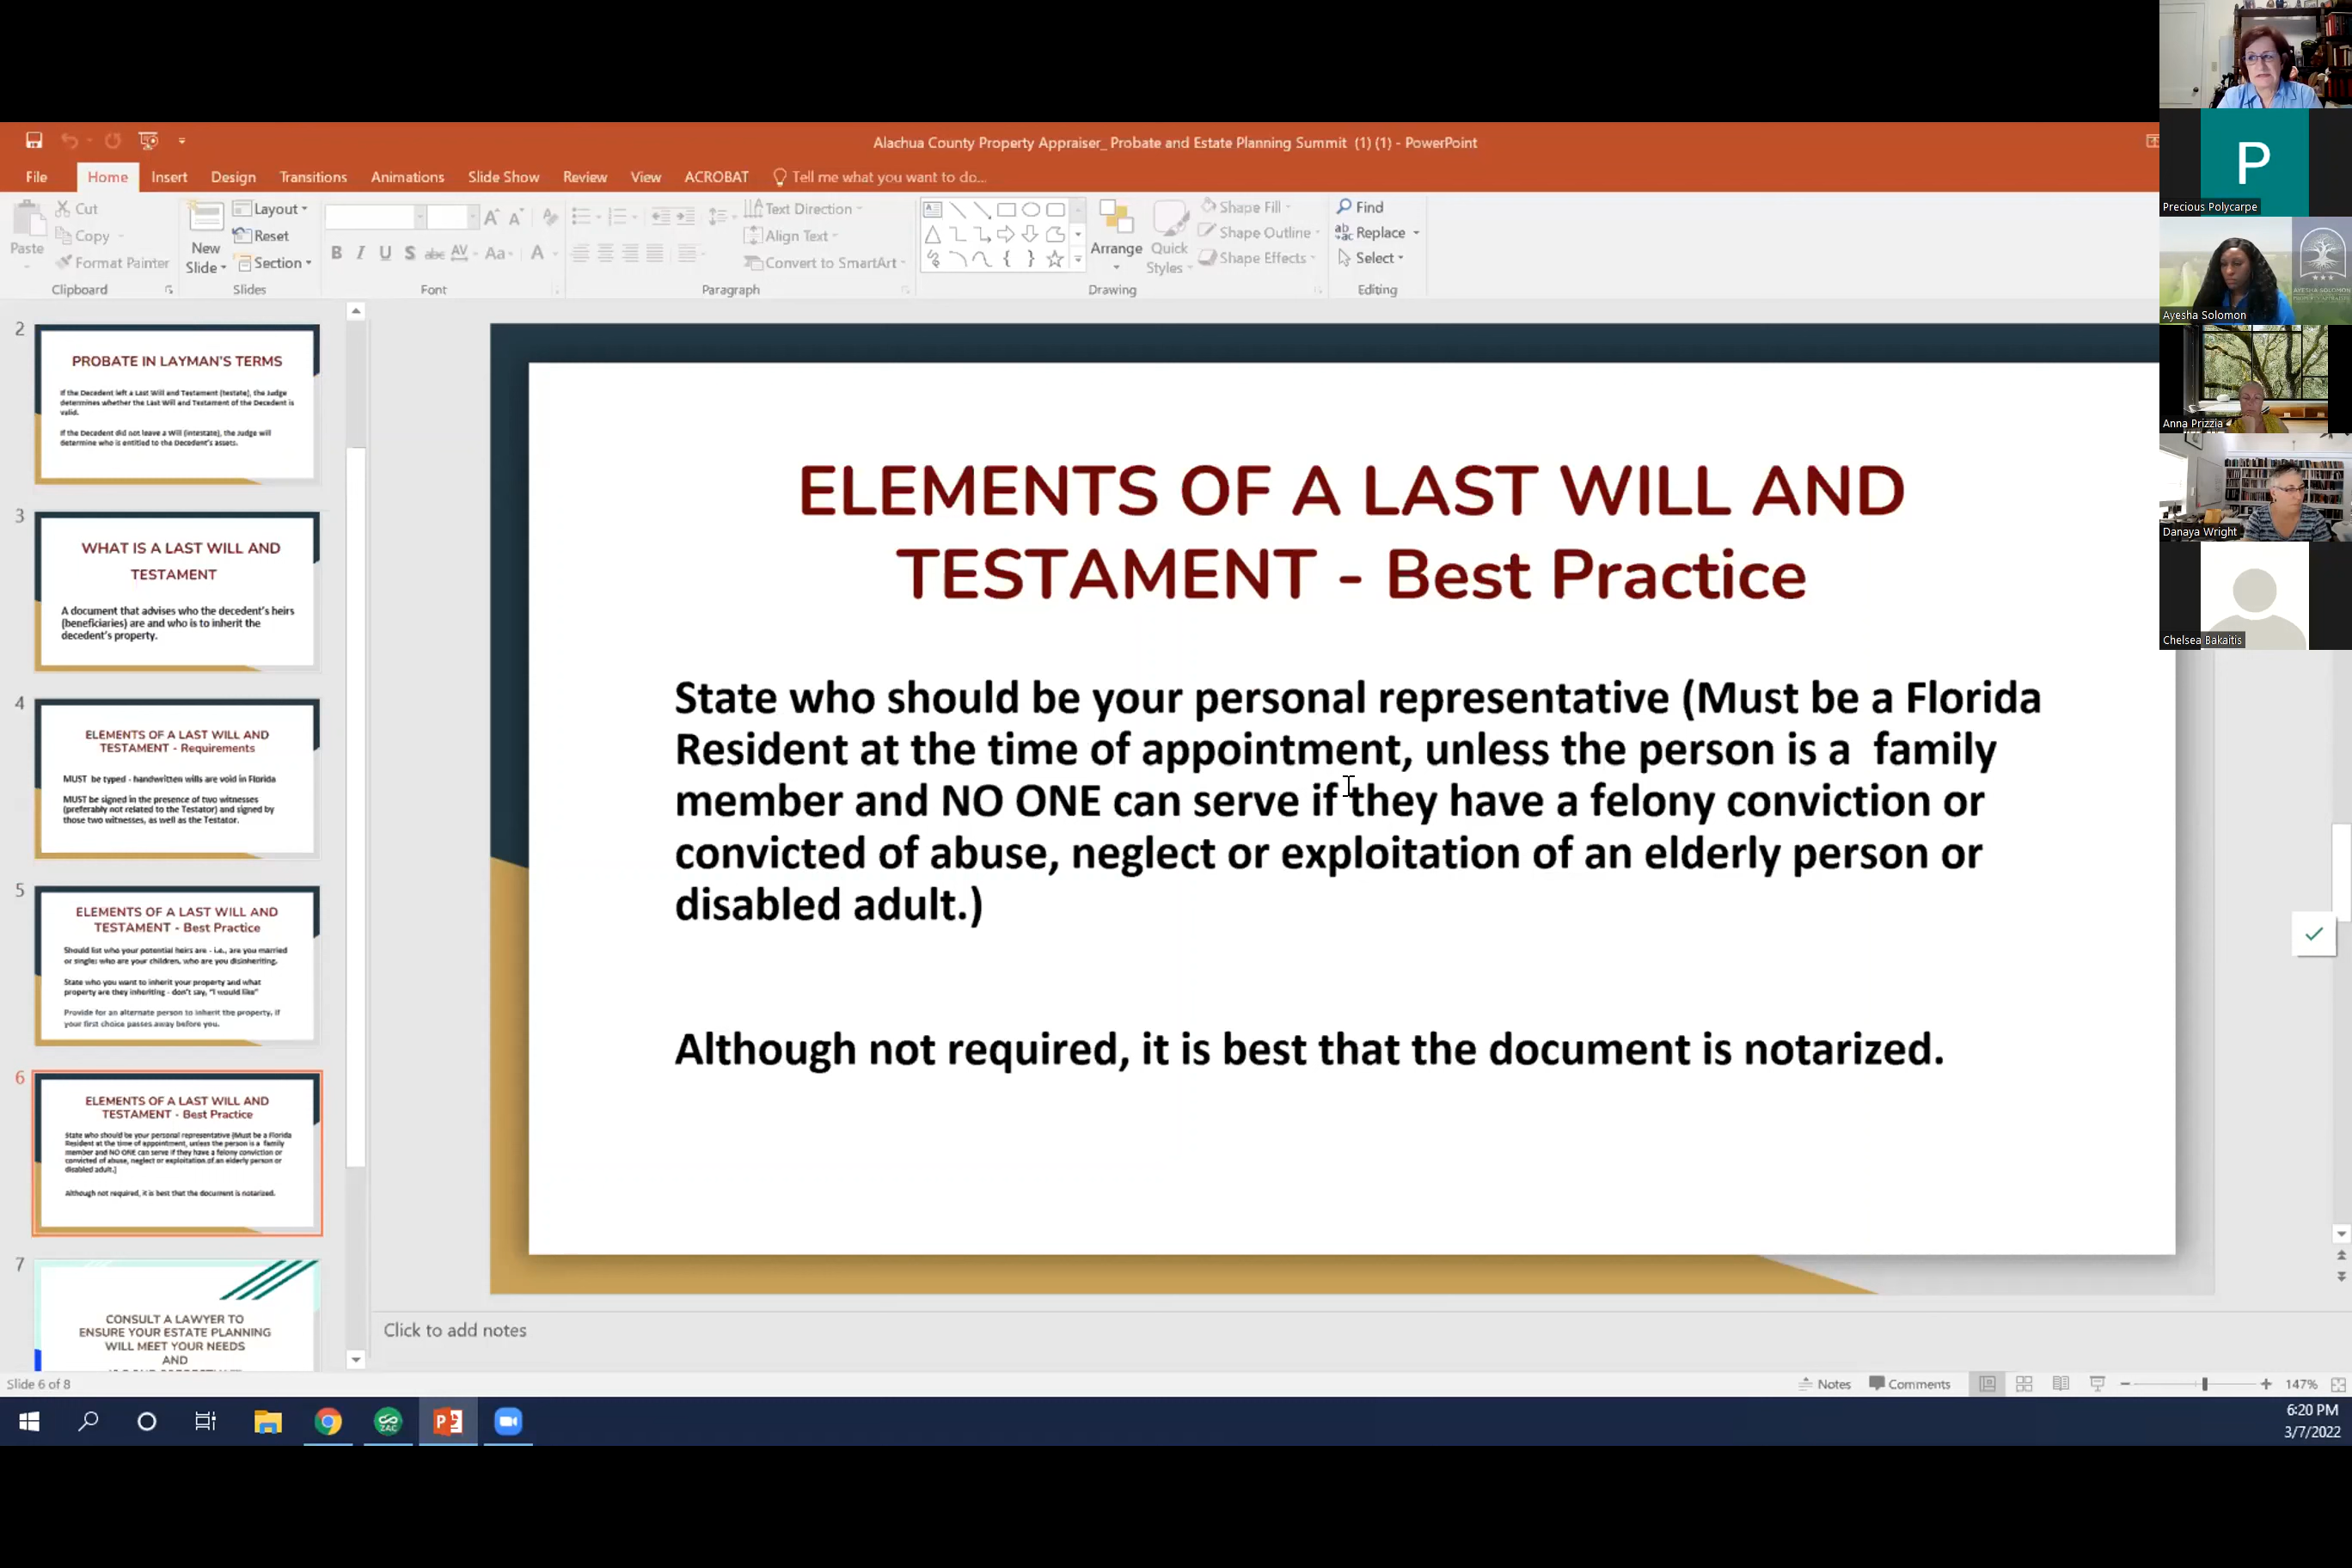 Alachua County Property Appraiser_ Probate and Estate Planning Summit (1) (1) - PowerPoint
File Home Insert Design Transitions Animations Slide Show Review View ACROBAT Tell me what you want to do...
Paste
Cut
Copy
Format Painter
Clipboard
New
Slide
Layout
Reset
Section
Slides
B I U S abc AV Aa A
Font
Text Direction
Align Text
Convert to SmartArt
Paragraph
Arrange
Quick
Styles
Shape Fill
Shape Outline
Shape Effects
Drawing
Find
Replace
Select
Editing
2
PROBATE IN LAYMAN'S TERMS
If the Decedent left a Last Will and Testament (testate), the Judge
determines whether the Last Will and Testament of the Decedent is
valid.
If the Decedent did not leave a Will (intestate), the Judge will
determine who is entitled to the Decedent's assets.
3
WHAT IS A LAST WILL AND
TESTAMENT
A document that advises who the decedent's heirs
(beneficiaries) are and who is to inherit the
decedent's property.
4
ELEMENTS OF A LAST WILL AND
TESTAMENT - Requirements
MUST be typed - handwritten wills are void in Florida
MUST be signed in the presence of two witnesses
(preferably not related to the Testator) and signed by
those two witnesses, as well as the Testator.
5
ELEMENTS OF A LAST WILL AND
TESTAMENT - Best Practice
Should list who your potential heirs are - i.e., are you married
or single; who are your children, who are you disinheriting.
State who you want to inherit your property and what
property are they inheriting - don't say, "I would like"
Provide for an alternate person to inherit the property, if
your first choice passes away before you.
6
ELEMENTS OF A LAST WILL AND
TESTAMENT - Best Practice
State who should be your personal representative (Must be a Florida
Resident at the time of appointment, unless the person is a family
member and NO ONE can serve if they have a felony conviction or
convicted of abuse, neglect or exploitation of an elderly person or
disabled adult.)
Although not required, it is best that the document is notarized.
7
CONSULT A LAWYER TO
ENSURE YOUR ESTATE PLANNING
WILL MEET YOUR NEEDS
AND
ELEMENTS OF A LAST WILL AND
TESTAMENT - Best Practice
State who should be your personal representative (Must be a Florida
Resident at the time of appointment, unless the person is a family
member and NO ONE can serve if they have a felony conviction or
convicted of abuse, neglect or exploitation of an elderly person or
disabled adult.)
Although not required, it is best that the document is notarized.
Click to add notes
Slide 6 of 8
Notes Comments 147%
ZAC
6:20 PM
3/7/2022
P
Precious Polycarpe
AYESHA SOLOMON
Ayesha Solomon
Anna Prizzia
Danaya Wright
Chelsea Bakaitis